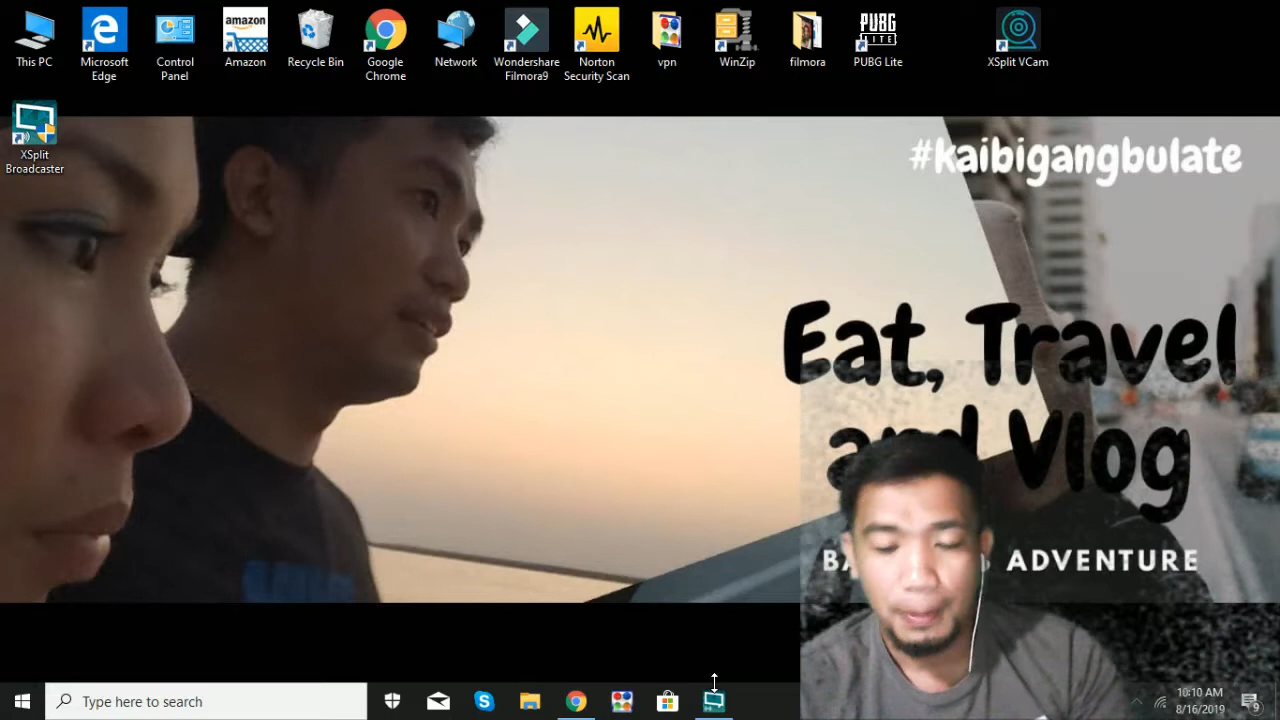 This PC
Microsoft
Edge
Control
Panel
amazon
Amazon
Recycle Bin
Google
Chrome
Network
Wondershare
Filmora9
Norton
Security Scan
vpn
WinZip
filmora
PUBG
LITE
PUBG Lite
XSplit VCam
XSplit
Broadcaster
#kaibigangbulate
Eat, Travel
and Vlog
ADVENTURE
Type here to search
10:10 AM
8/16/2019
9